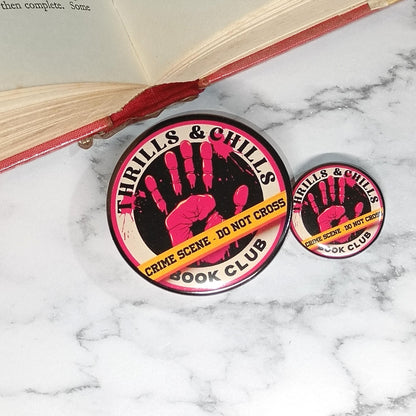 then complete. Some
THRILLS & CHILLS
CRIME SCENE - DO NOT CROSS
BOOK CLUB
THRILLS & CHILLS
CRIME SCENE - DO NOT CROSS
BOOK CLUB